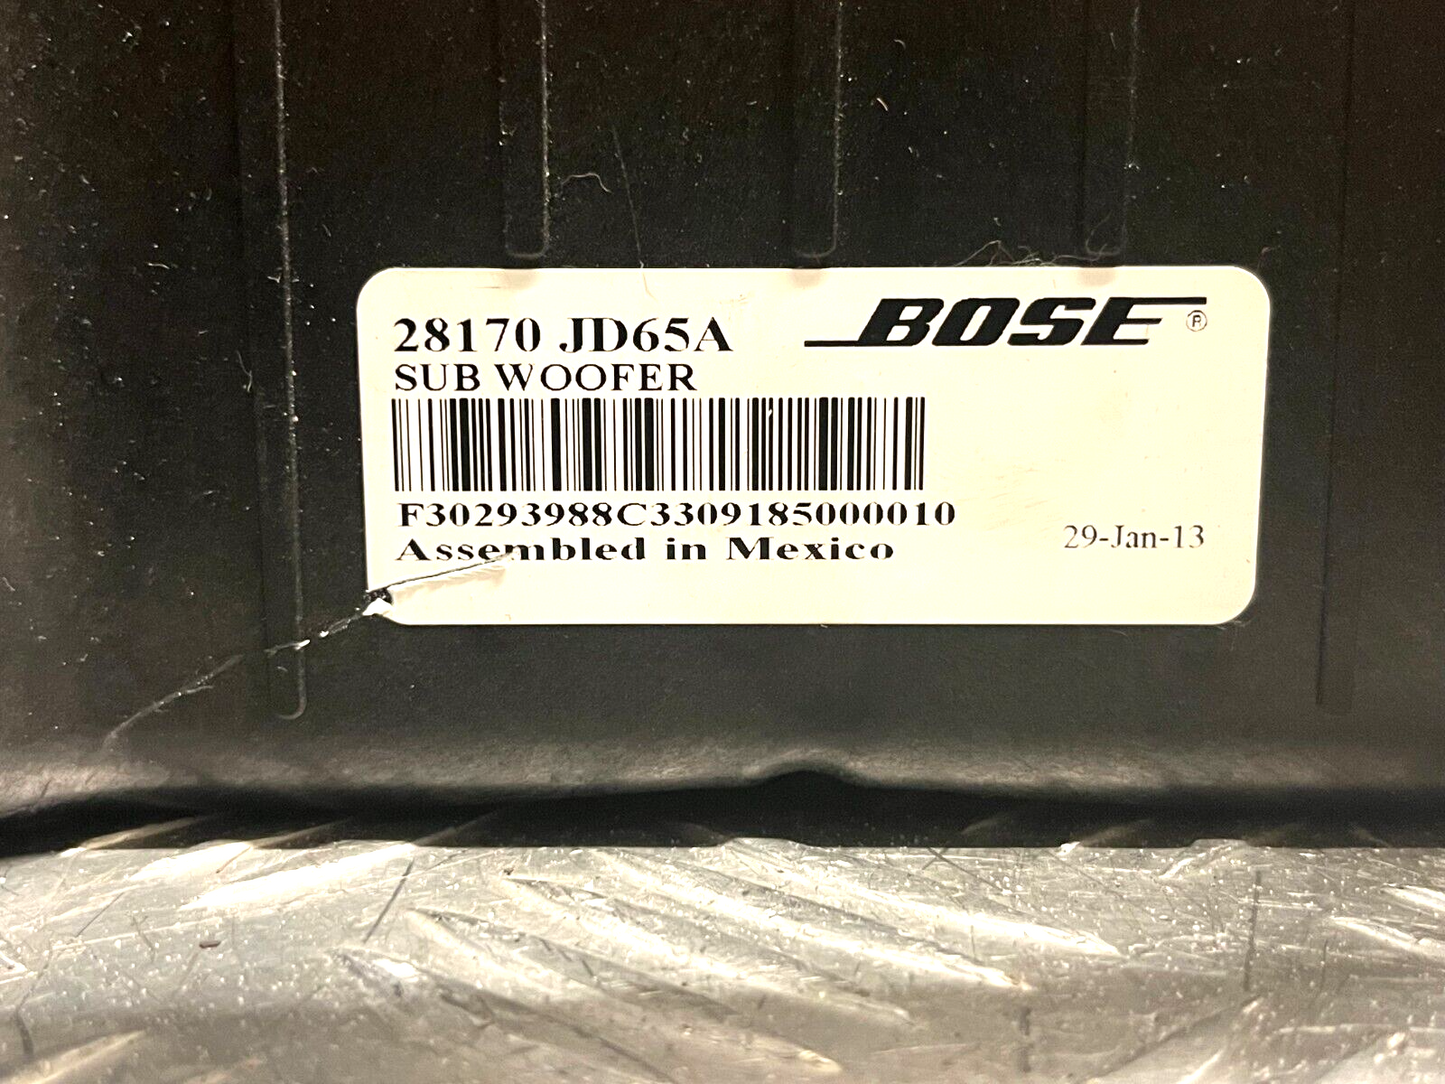 28170 JD65A
BOSE ®
SUB WOOFER
F30293988C3309185000010
Assembled in Mexico
29-Jan-13